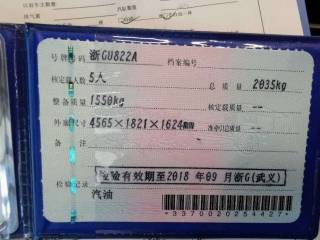 号牌号码 浙GU822A 档案编号
核定载人数 5人 总质量 2035kg
整备质量 1550kg 核定载质量 --
外廓尺寸 4565×1821×1624mm 准牵引总质量 --
备注
检验记录 检验有效期至2018年09月浙G(武义)
汽油
*3370020254427*